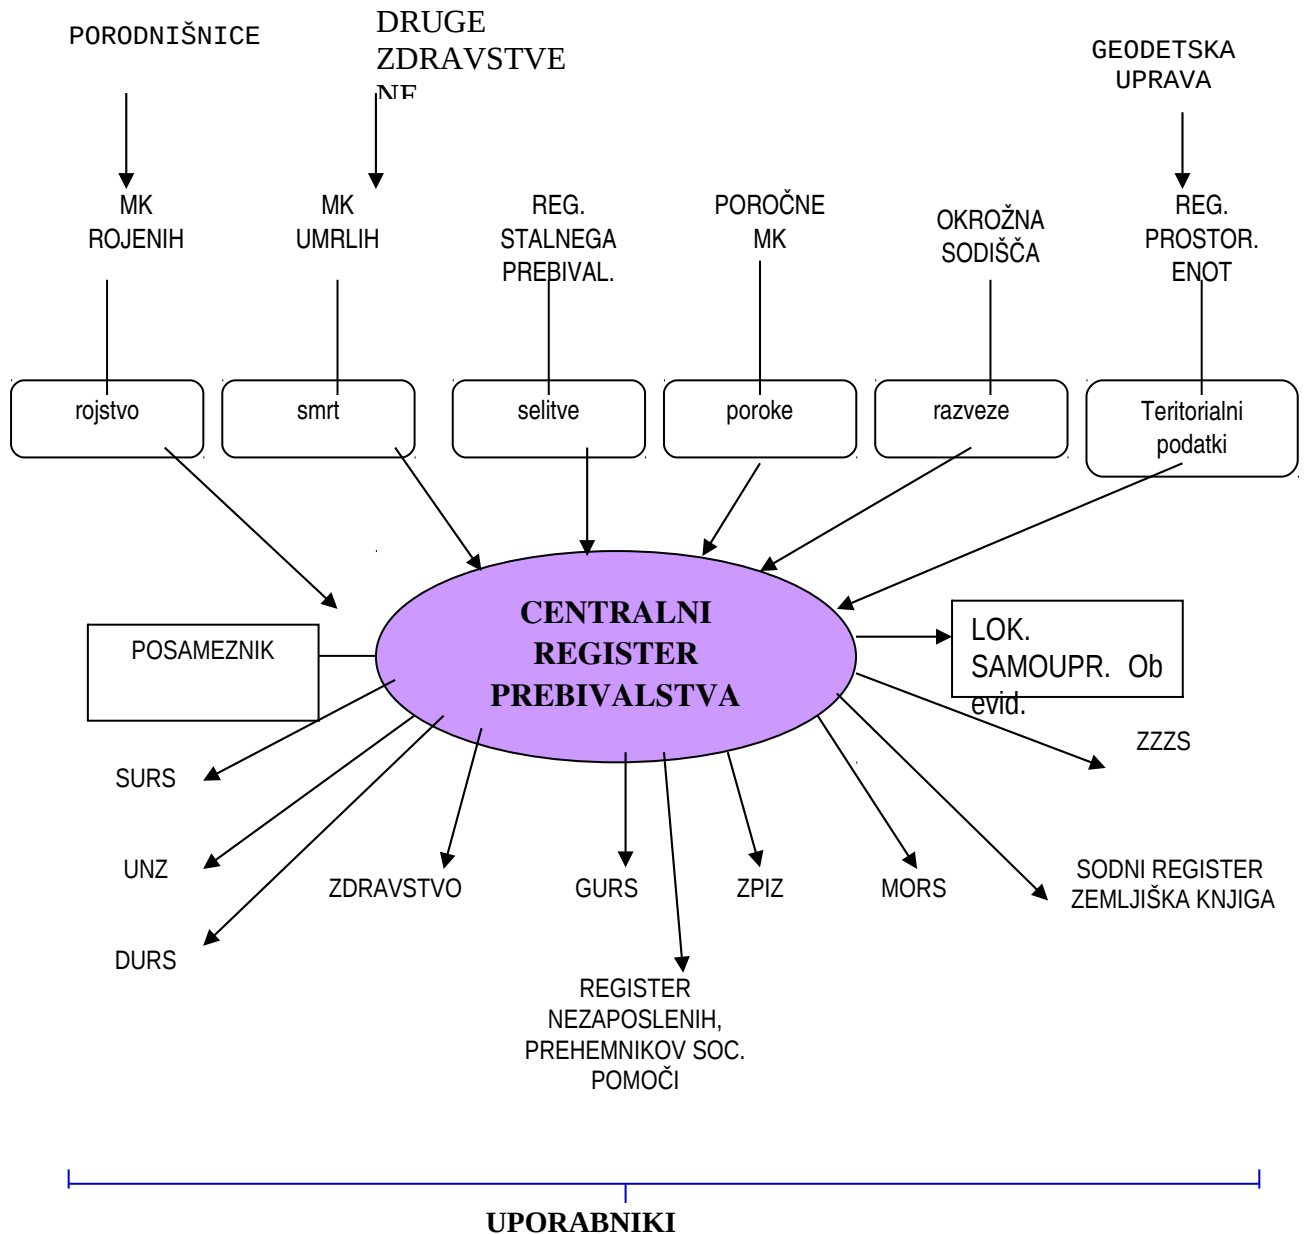 PORODNIŠNICE
DRUGE
ZDRAVSTVE
NE
GEODETSKA
UPRAVA
MK
ROJENIH
MK
UMRLIH
REG.
STALNEGA
PREBIVAL.
POROČNE
MK
OKROŽNA
SODIŠČA
REG.
PROSTOR.
ENOT
rojstvo
smrt
selitve
poroke
razveze
Teritorialni
podatki
CENTRALNI
REGISTER
PREBIVALSTVA
POSAMEZNIK
LOK.
SAMOUPR. Ob
evid.
ZZZS
SURS
UNZ
DURS
ZDRAVSTVO
GURS
ZPIZ
MORS
SODNI REGISTER
ZEMLJIŠKA KNJIGA
REGISTER
NEZAPOSLENIH,
PREHEMNIKOV SOC.
POMOČI
UPORABNIKI